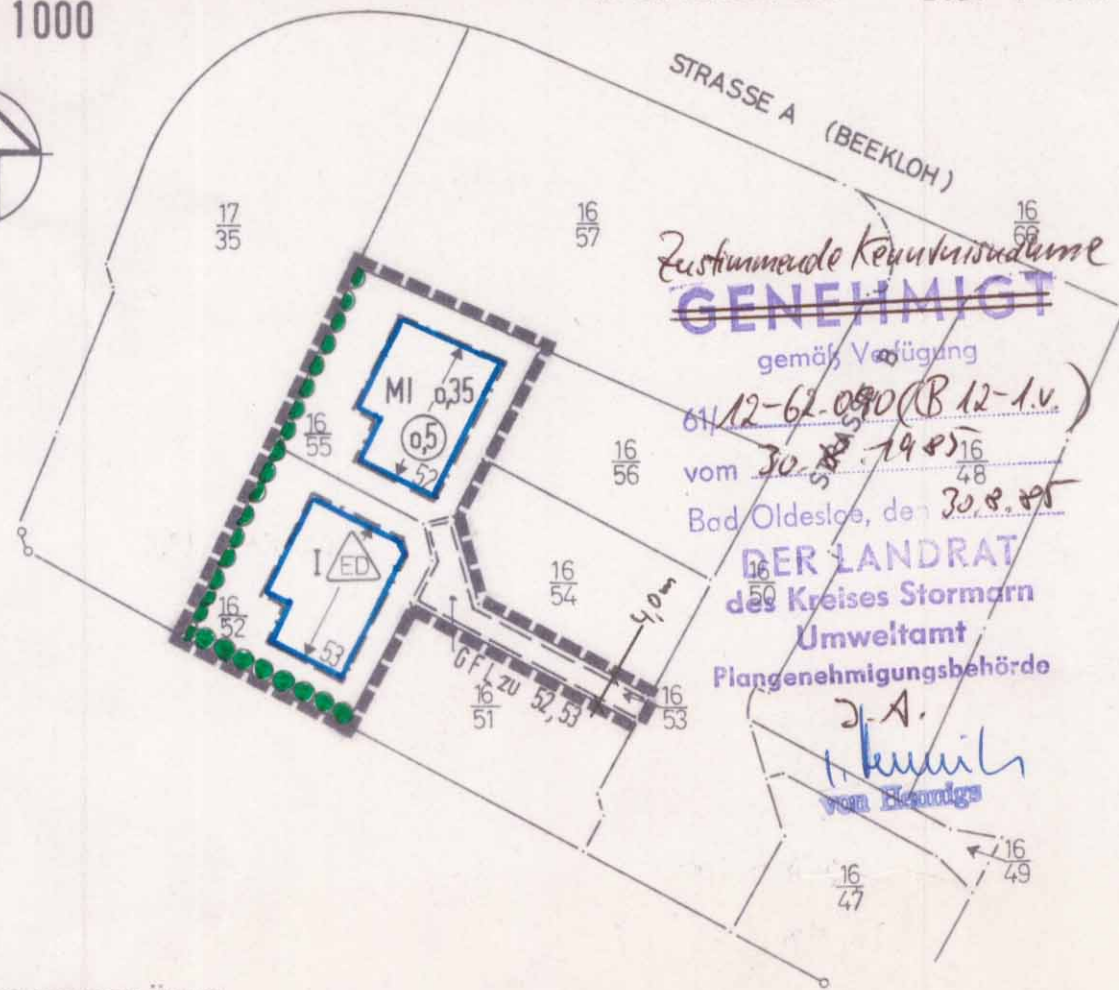 1000
STRASSE A (BEEKLOH)
17
35
16
57
16
Zustimmende Kenntnisnahme
GENEHMIGT
gemäß Verfügung
61/12-62.090 (B 12-1.v.)
vom 30.8.1985
16
48
Bad Oldesloe, den 30.8.85
DER LANDRAT
des Kreises Stormarn
Umweltamt
Plangenehmigungsbehörde
J.A.
von Hennigs
MI 0,35
0,5
52
16
55
16
56
I ED
53
16
52
16
54
16
50
4,0m
GFL zu 52,53
16
51
16
53
STRASSE B
16
47
16
49